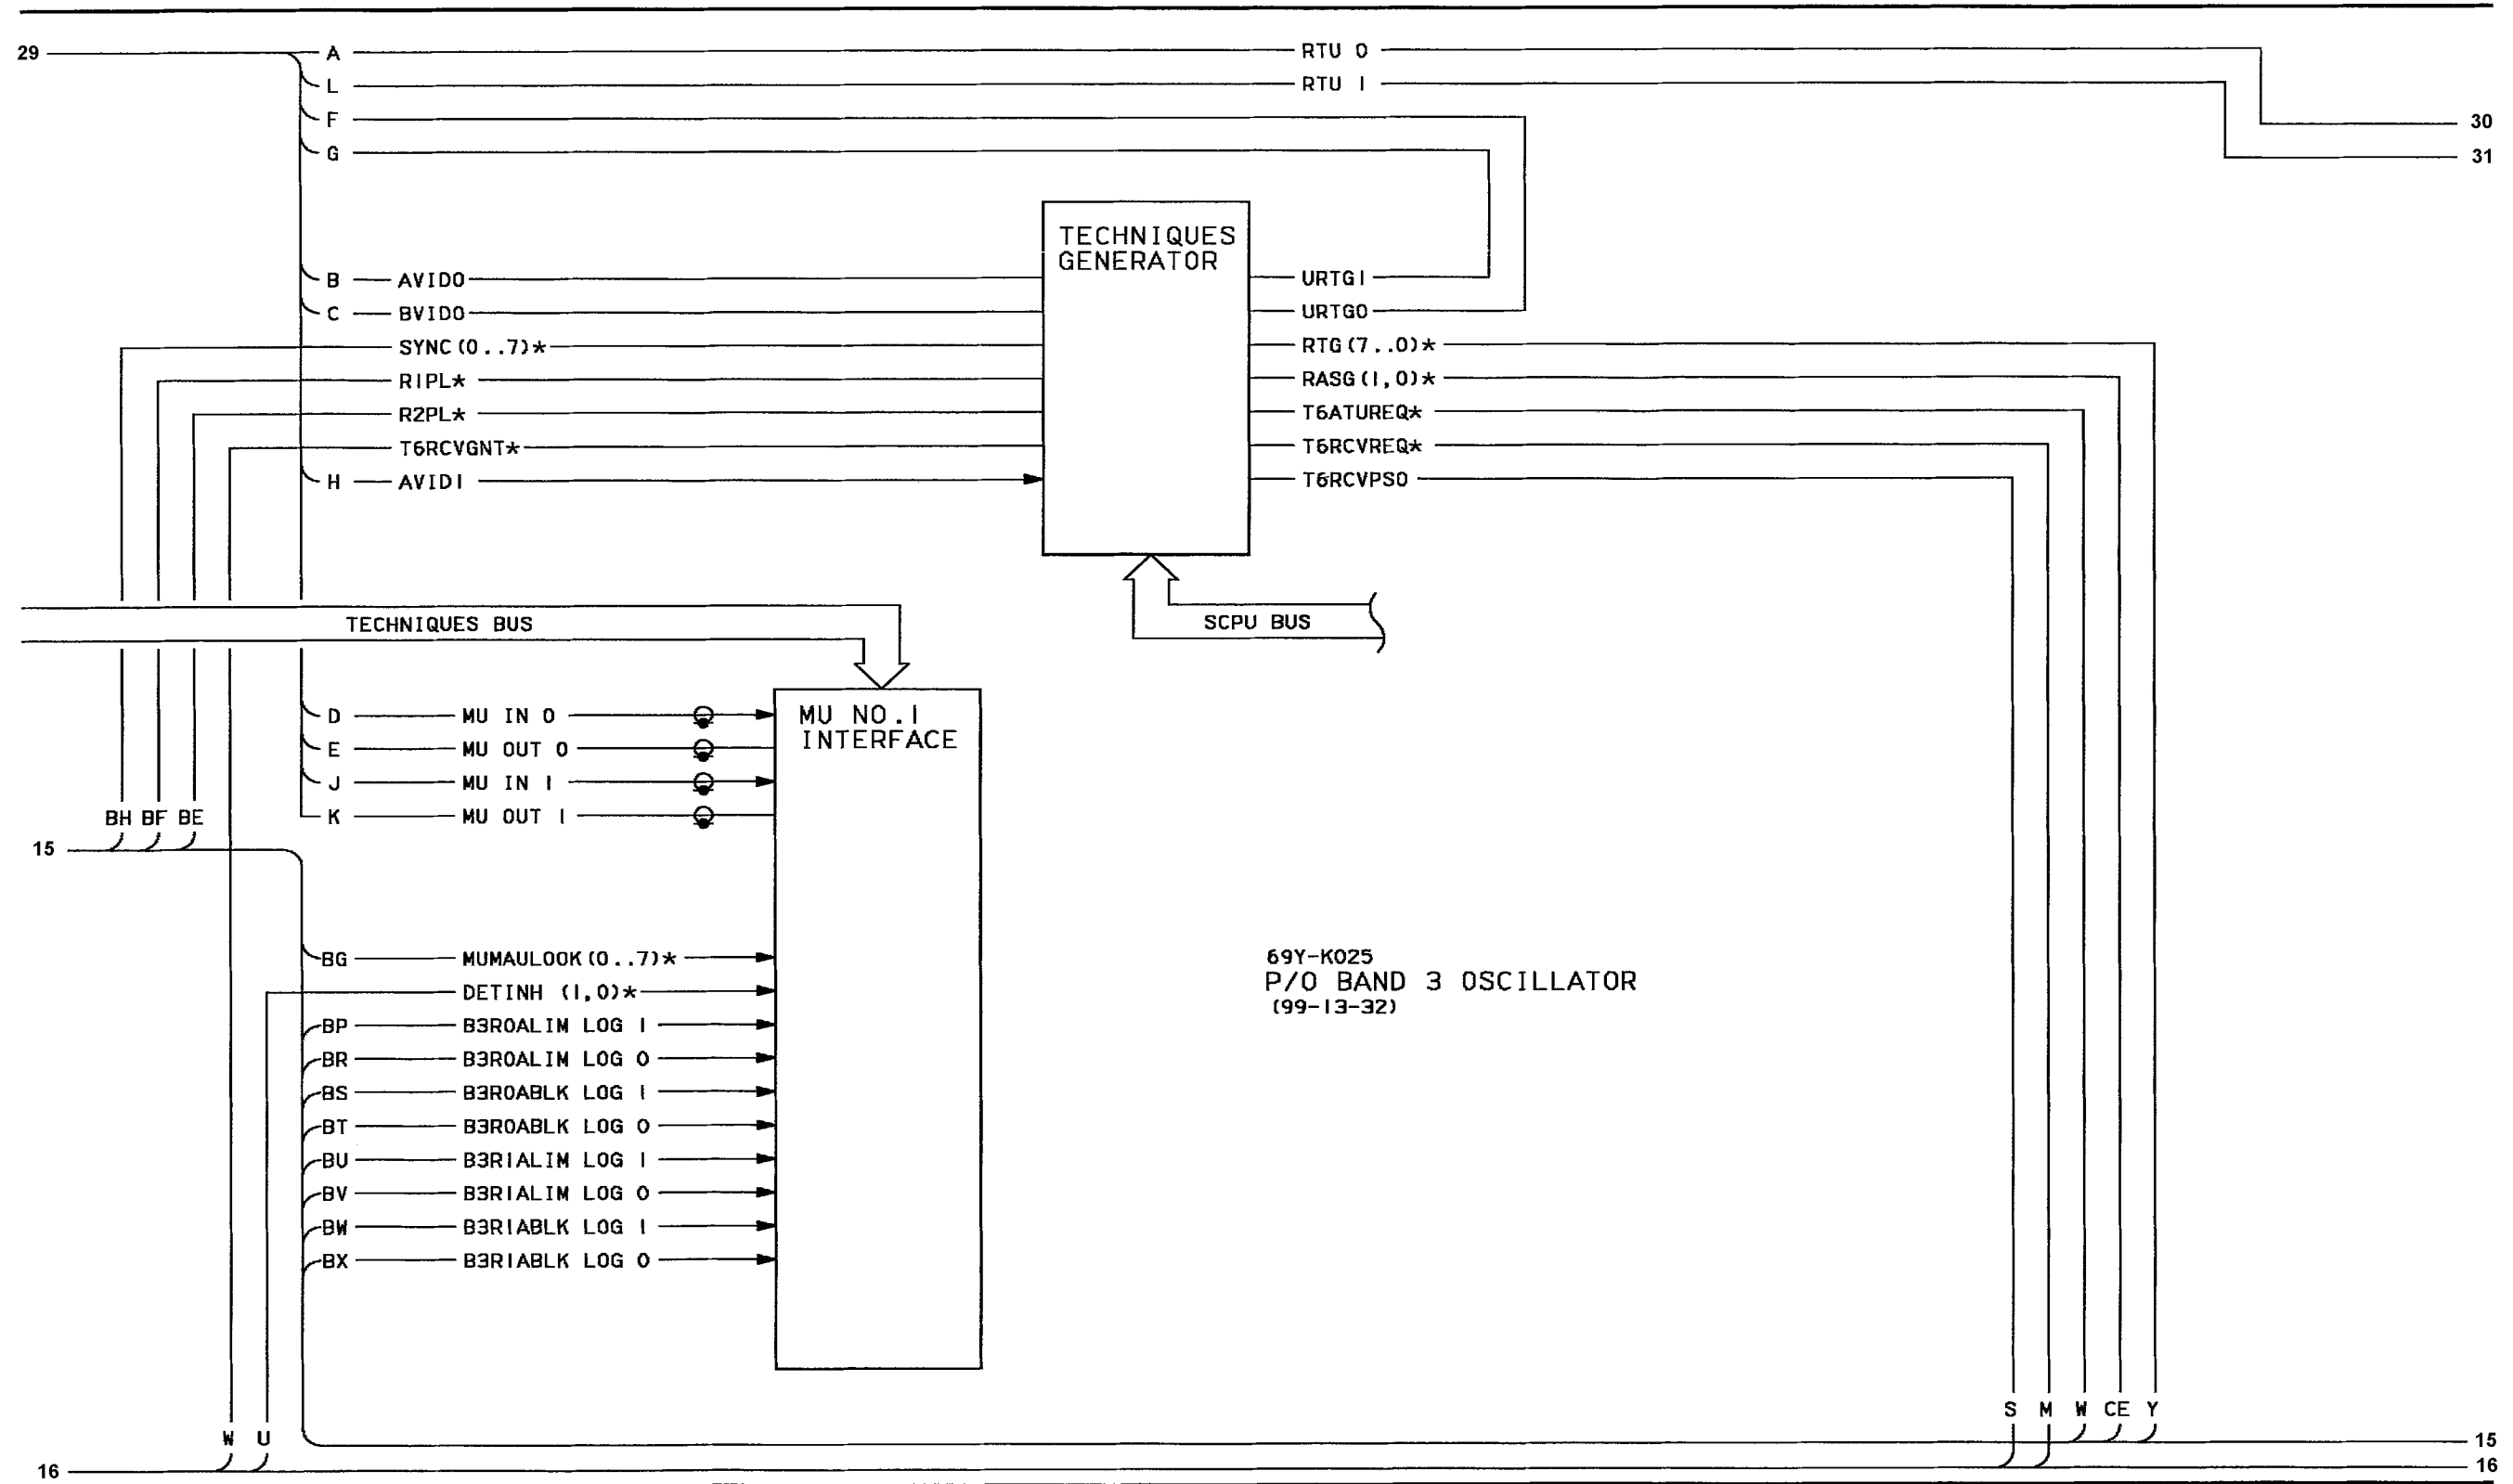 29 A RTU 0
L RTU 1
F 30
G 31
TECHNIQUES
GENERATOR
B AVID0 URTG1
C BVID0 URTG0
SYNC(0..7)* RTG(7..0)*
R1PL* RASG(1,0)*
R2PL* T6ATUREQ*
T6RCVGNT* T6RCVREQ*
H AVID1 T6RCVPS0
TECHNIQUES BUS SCPU BUS
MU NO.1
INTERFACE
D MU IN 0
E MU OUT 0
J MU IN 1
K MU OUT 1
BH BF BE
15
BG MUMAULOOK(0..7)*
DETINH (1,0)*
BP B3R0ALIM LOG 1
BR B3R0ALIM LOG 0
BS B3R0ABLK LOG 1
BT B3R0ABLK LOG 0
BU B3R1ALIM LOG 1
BV B3R1ALIM LOG 0
BW B3R1ABLK LOG 1
BX B3R1ABLK LOG 0
69Y-K025
P/O BAND 3 OSCILLATOR
(99-13-32)
S M W CE Y
W U
15
16 16